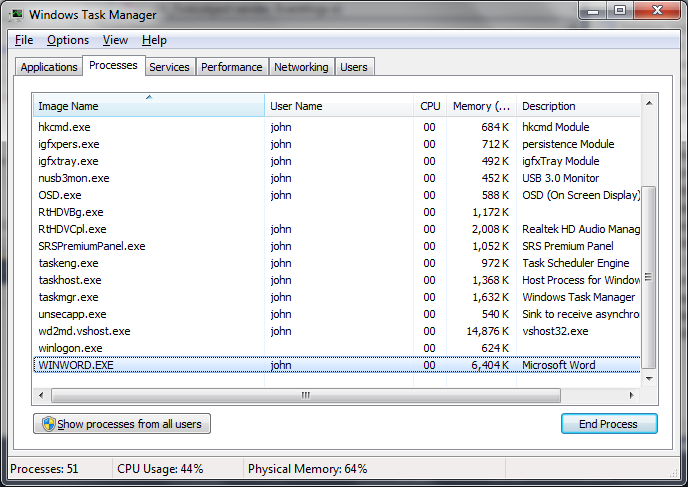 Windows Task Manager
File Options View Help
Applications Processes Services Performance Networking Users
Image Name User Name CPU Memory (... Description
hkcmd.exe john 00 684 K hkcmd Module
igfxpers.exe john 00 712 K persistence Module
igfxtray.exe john 00 492 K igfxTray Module
nusb3mon.exe john 00 452 K USB 3.0 Monitor
OSD.exe john 00 588 K OSD (On Screen Display)
RtHDVBg.exe 00 1,172 K
RtHDVCpl.exe john 00 2,008 K Realtek HD Audio Manag
SRSPremiumPanel.exe john 00 1,052 K SRS Premium Panel
taskeng.exe john 00 972 K Task Scheduler Engine
taskhost.exe john 00 1,368 K Host Process for Window
taskmgr.exe john 00 1,632 K Windows Task Manager
unsecapp.exe john 00 540 K Sink to receive asynchro
wd2md.vshost.exe john 00 14,876 K vshost32.exe
winlogon.exe 00 624 K
WINWORD.EXE john 00 6,404 K Microsoft Word
Show processes from all users End Process
Processes: 51 CPU Usage: 44% Physical Memory: 64%